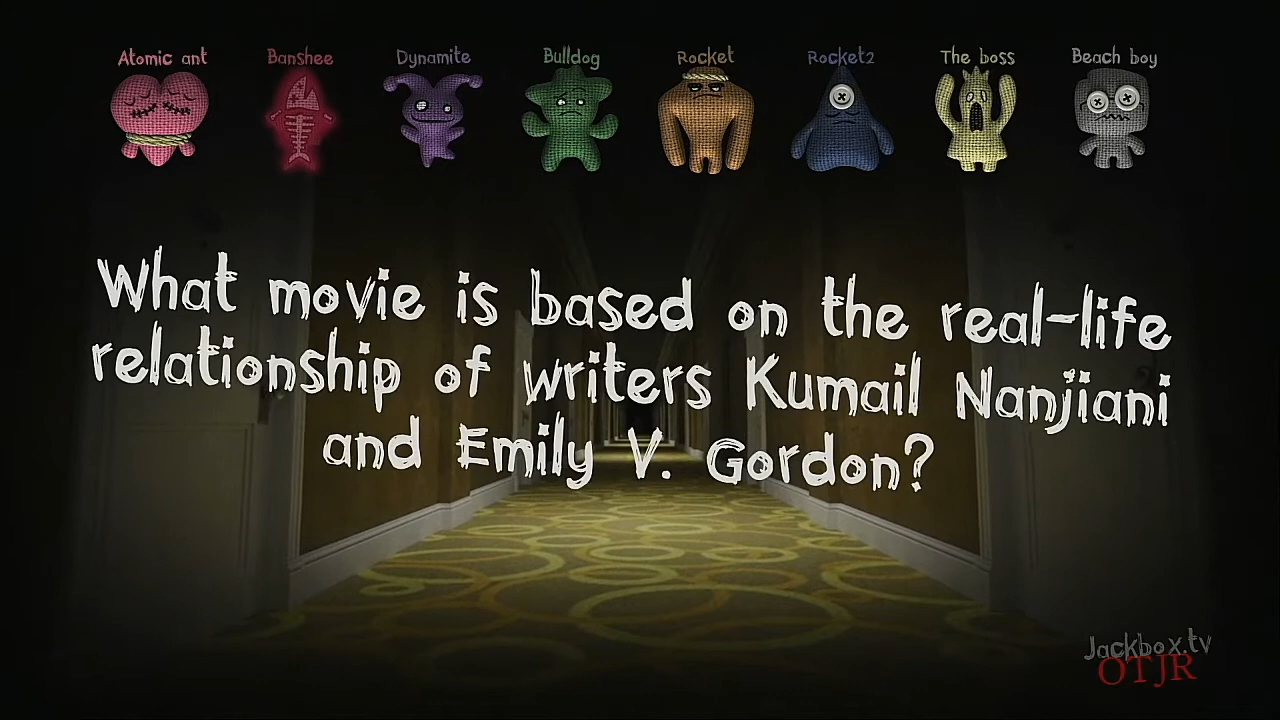 Atomic ant Banshee Dynamite Bulldog Rocket Rocket2 The boss Beach boy
What movie is based on the real-life
relationship of writers Kumail Nanjiani
and Emily V. Gordon?
Jackbox.tv
OTJR